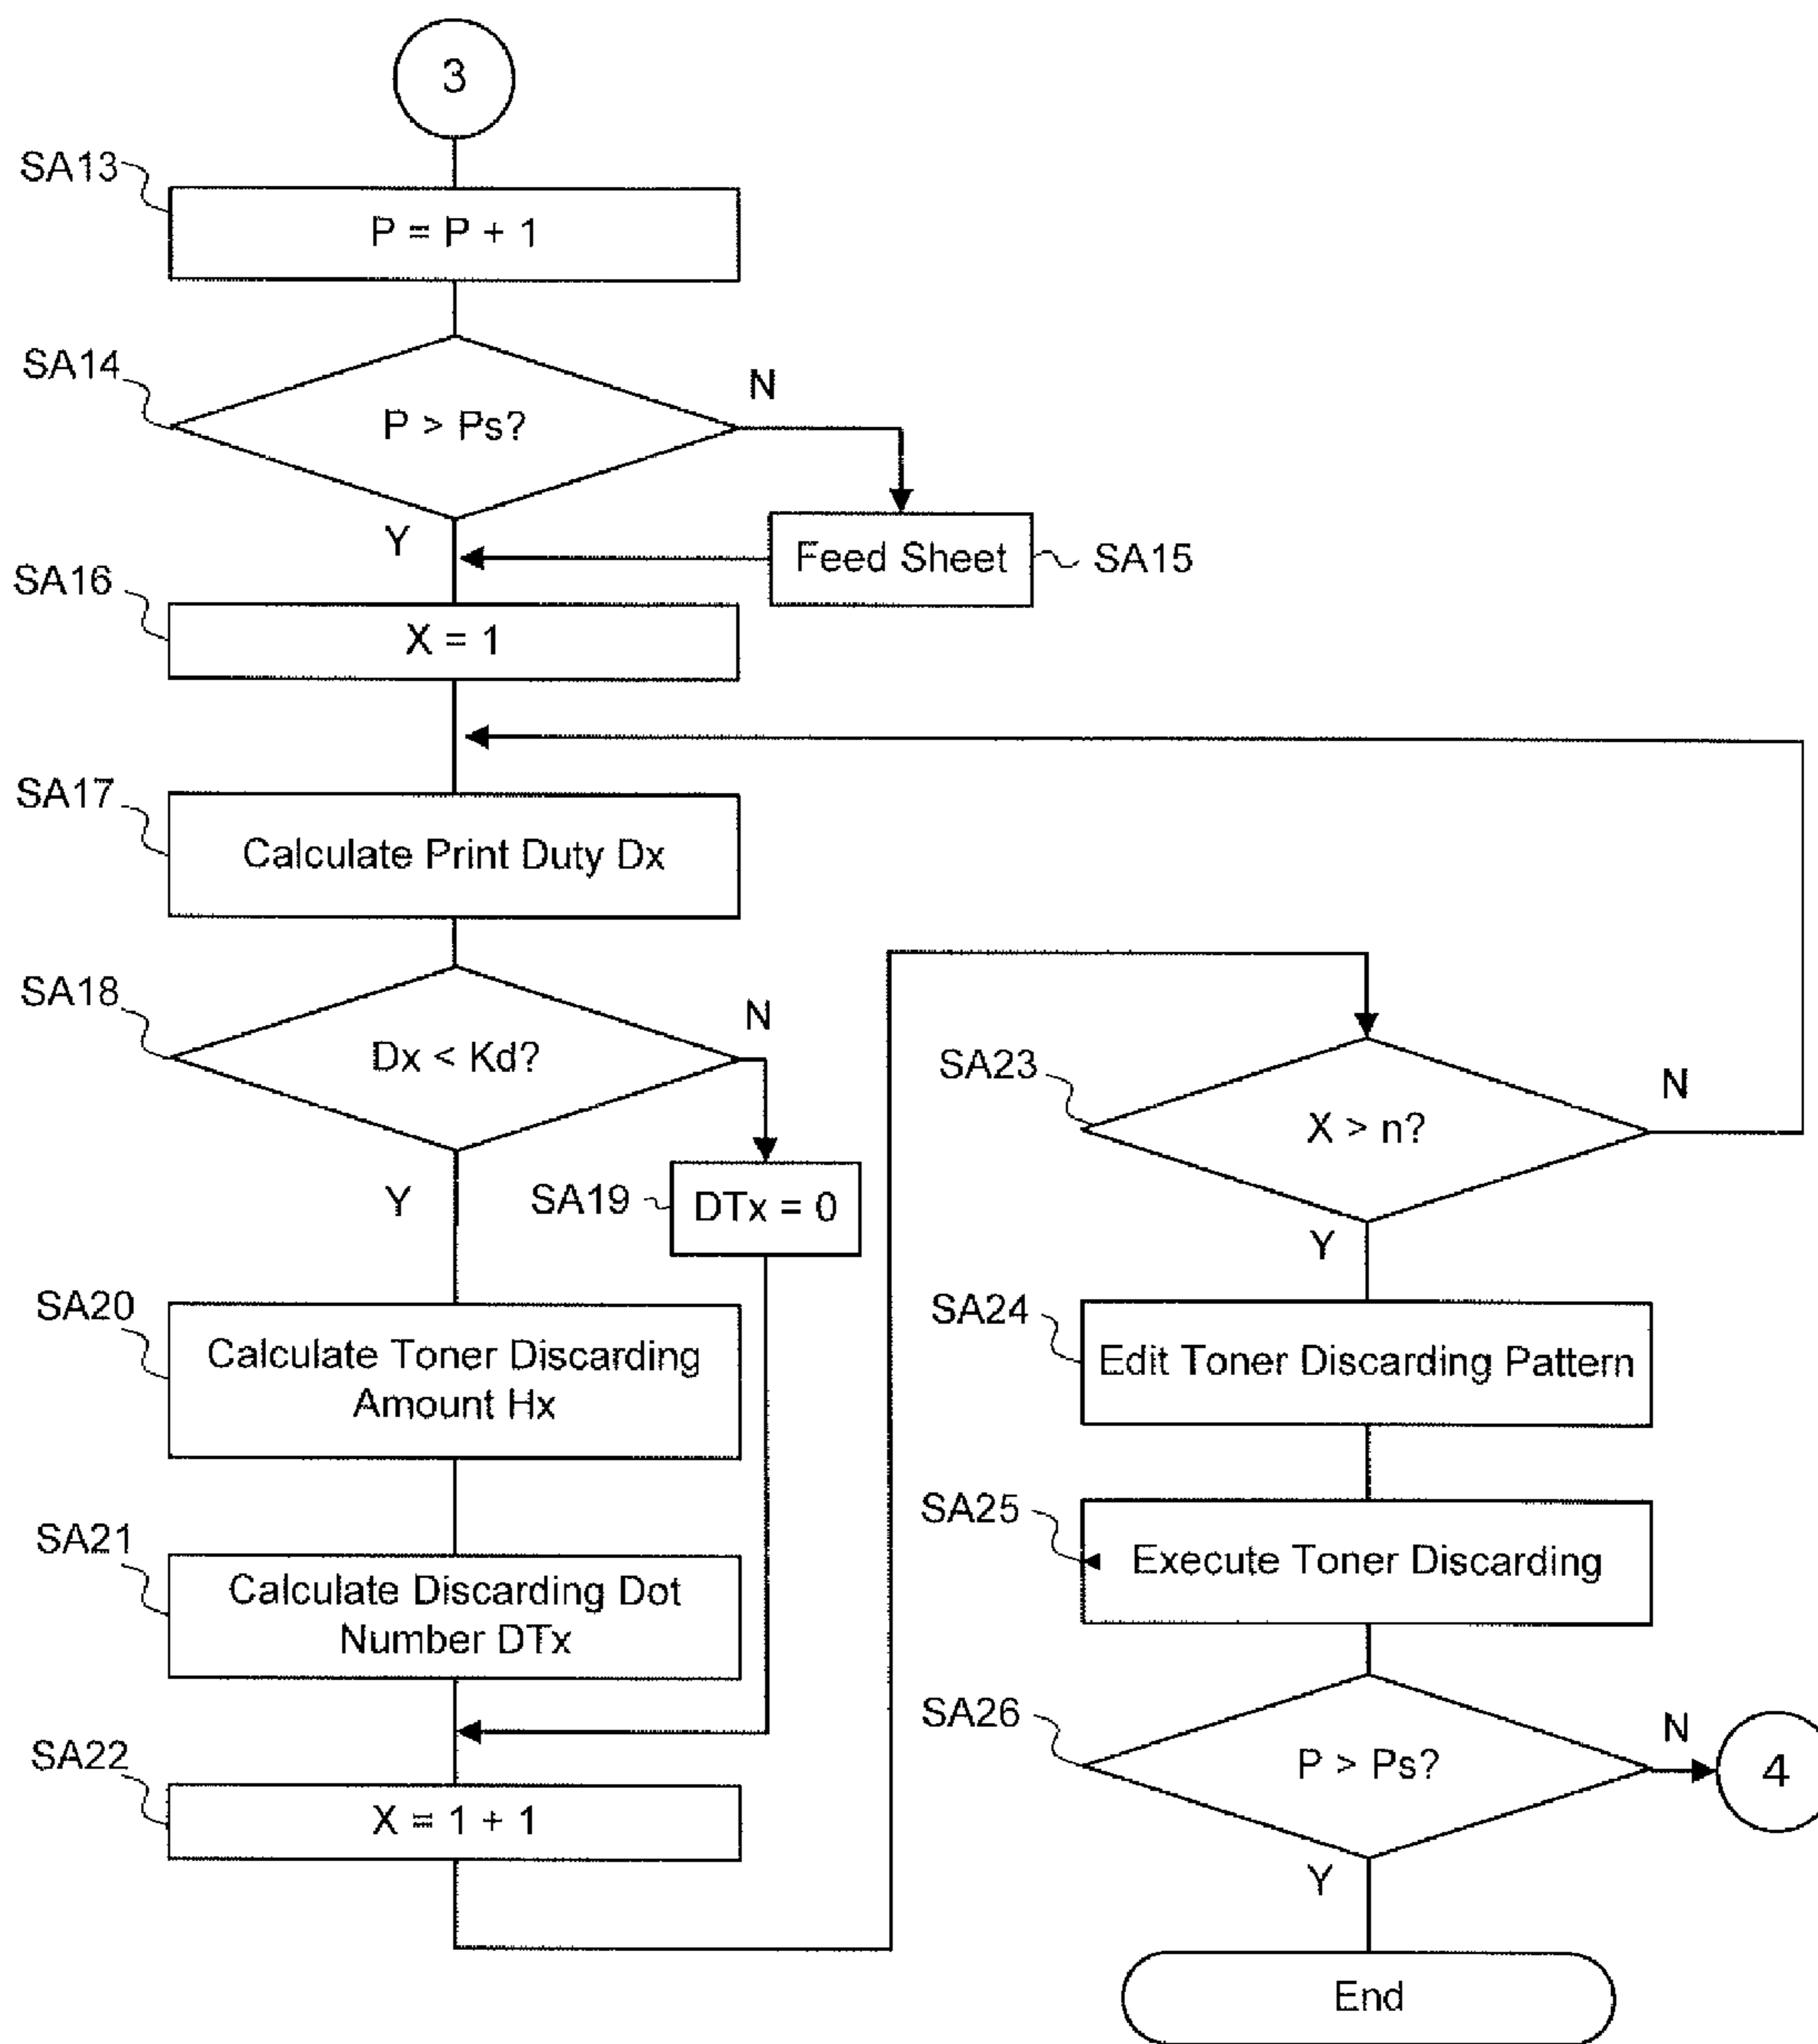 3
SA13
P = P + 1
SA14
P > Ps?
N
Y
Feed Sheet
SA15
SA16
X = 1
SA17
Calculate Print Duty Dx
SA18
Dx < Kd?
N
Y
SA19
DTx = 0
SA20
Calculate Toner Discarding
Amount Hx
SA21
Calculate Discarding Dot
Number DTx
SA22
X = 1 + 1
SA23
X > n?
N
Y
SA24
Edit Toner Discarding Pattern
SA25
Execute Toner Discarding
SA26
P > Ps?
N
4
Y
End